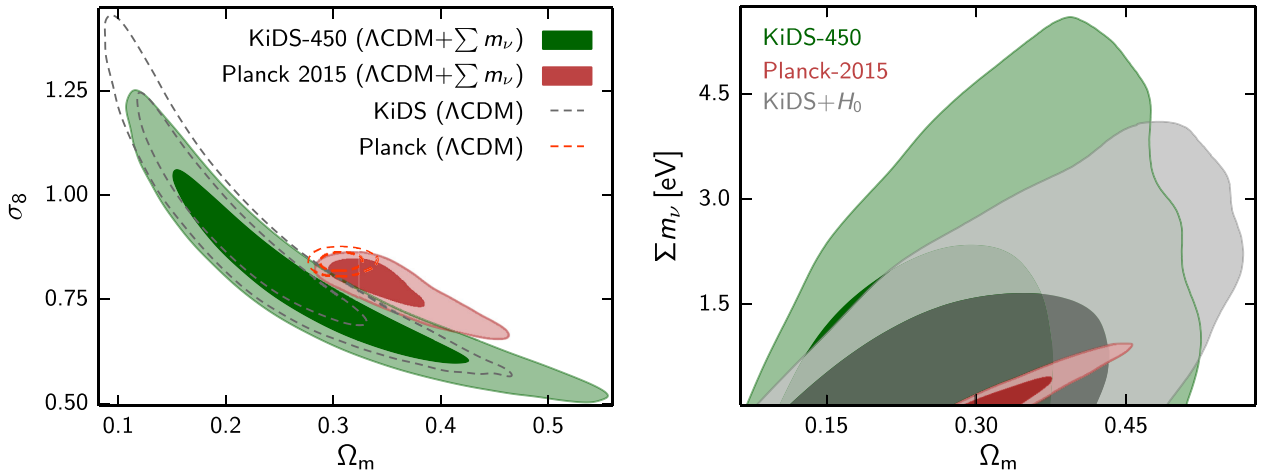 KiDS-450 (ΛCDM+∑ mν)
Planck 2015 (ΛCDM+∑ mν)
KiDS (ΛCDM)
Planck (ΛCDM)
1.25
1.00
0.75
0.50
σ8
0.1 0.2 0.3 0.4 0.5
Ωm
KiDS-450
Planck-2015
KiDS+H0
4.5
3.0
1.5
Σmν [eV]
0.15 0.30 0.45
Ωm